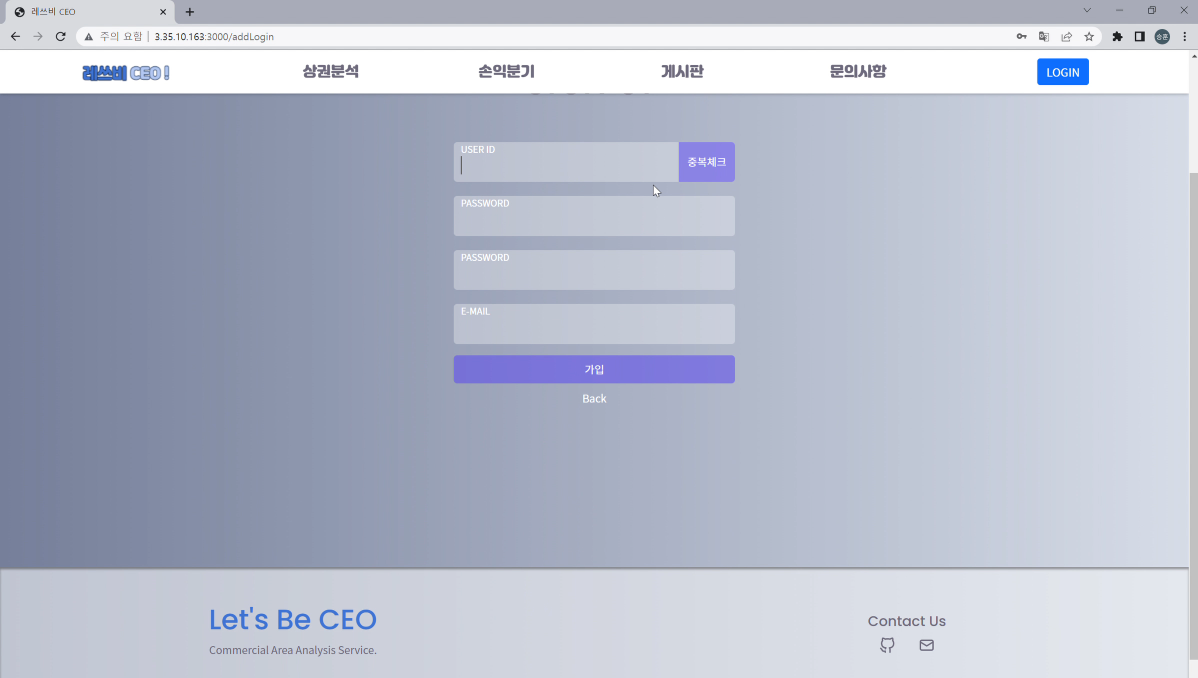 레쓰비 CEO
주의 요함
3.35.10.163:3000/addLogin
승훈
레쓰비 CEO !
상권분석
손익분기
게시판
문의사항
LOGIN
USER ID
중복체크
PASSWORD
PASSWORD
E-MAIL
가입
Back
Let's Be CEO
Commercial Area Analysis Service.
Contact Us